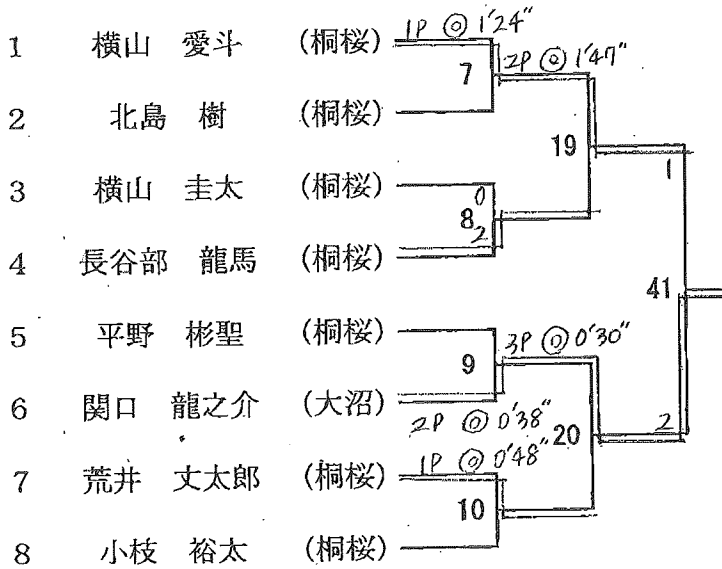 1P ◎ 1'24"
1 横山 愛斗 (桐桜)
2P ◎ 1'47"
7
2 北島 樹 (桐桜)
19
1
3 横山 圭太 (桐桜) 0
8
2
4 長谷部 龍馬 (桐桜)
41
5 平野 彬聖 (桐桜)
3P ◎ 0'30"
9
6 関口 龍之介 (大沼)
2P ◎ 0'38"
20
2
1P ◎ 0'48"
7 荒井 丈太郎 (桐桜)
10
8 小枝 裕太 (桐桜)